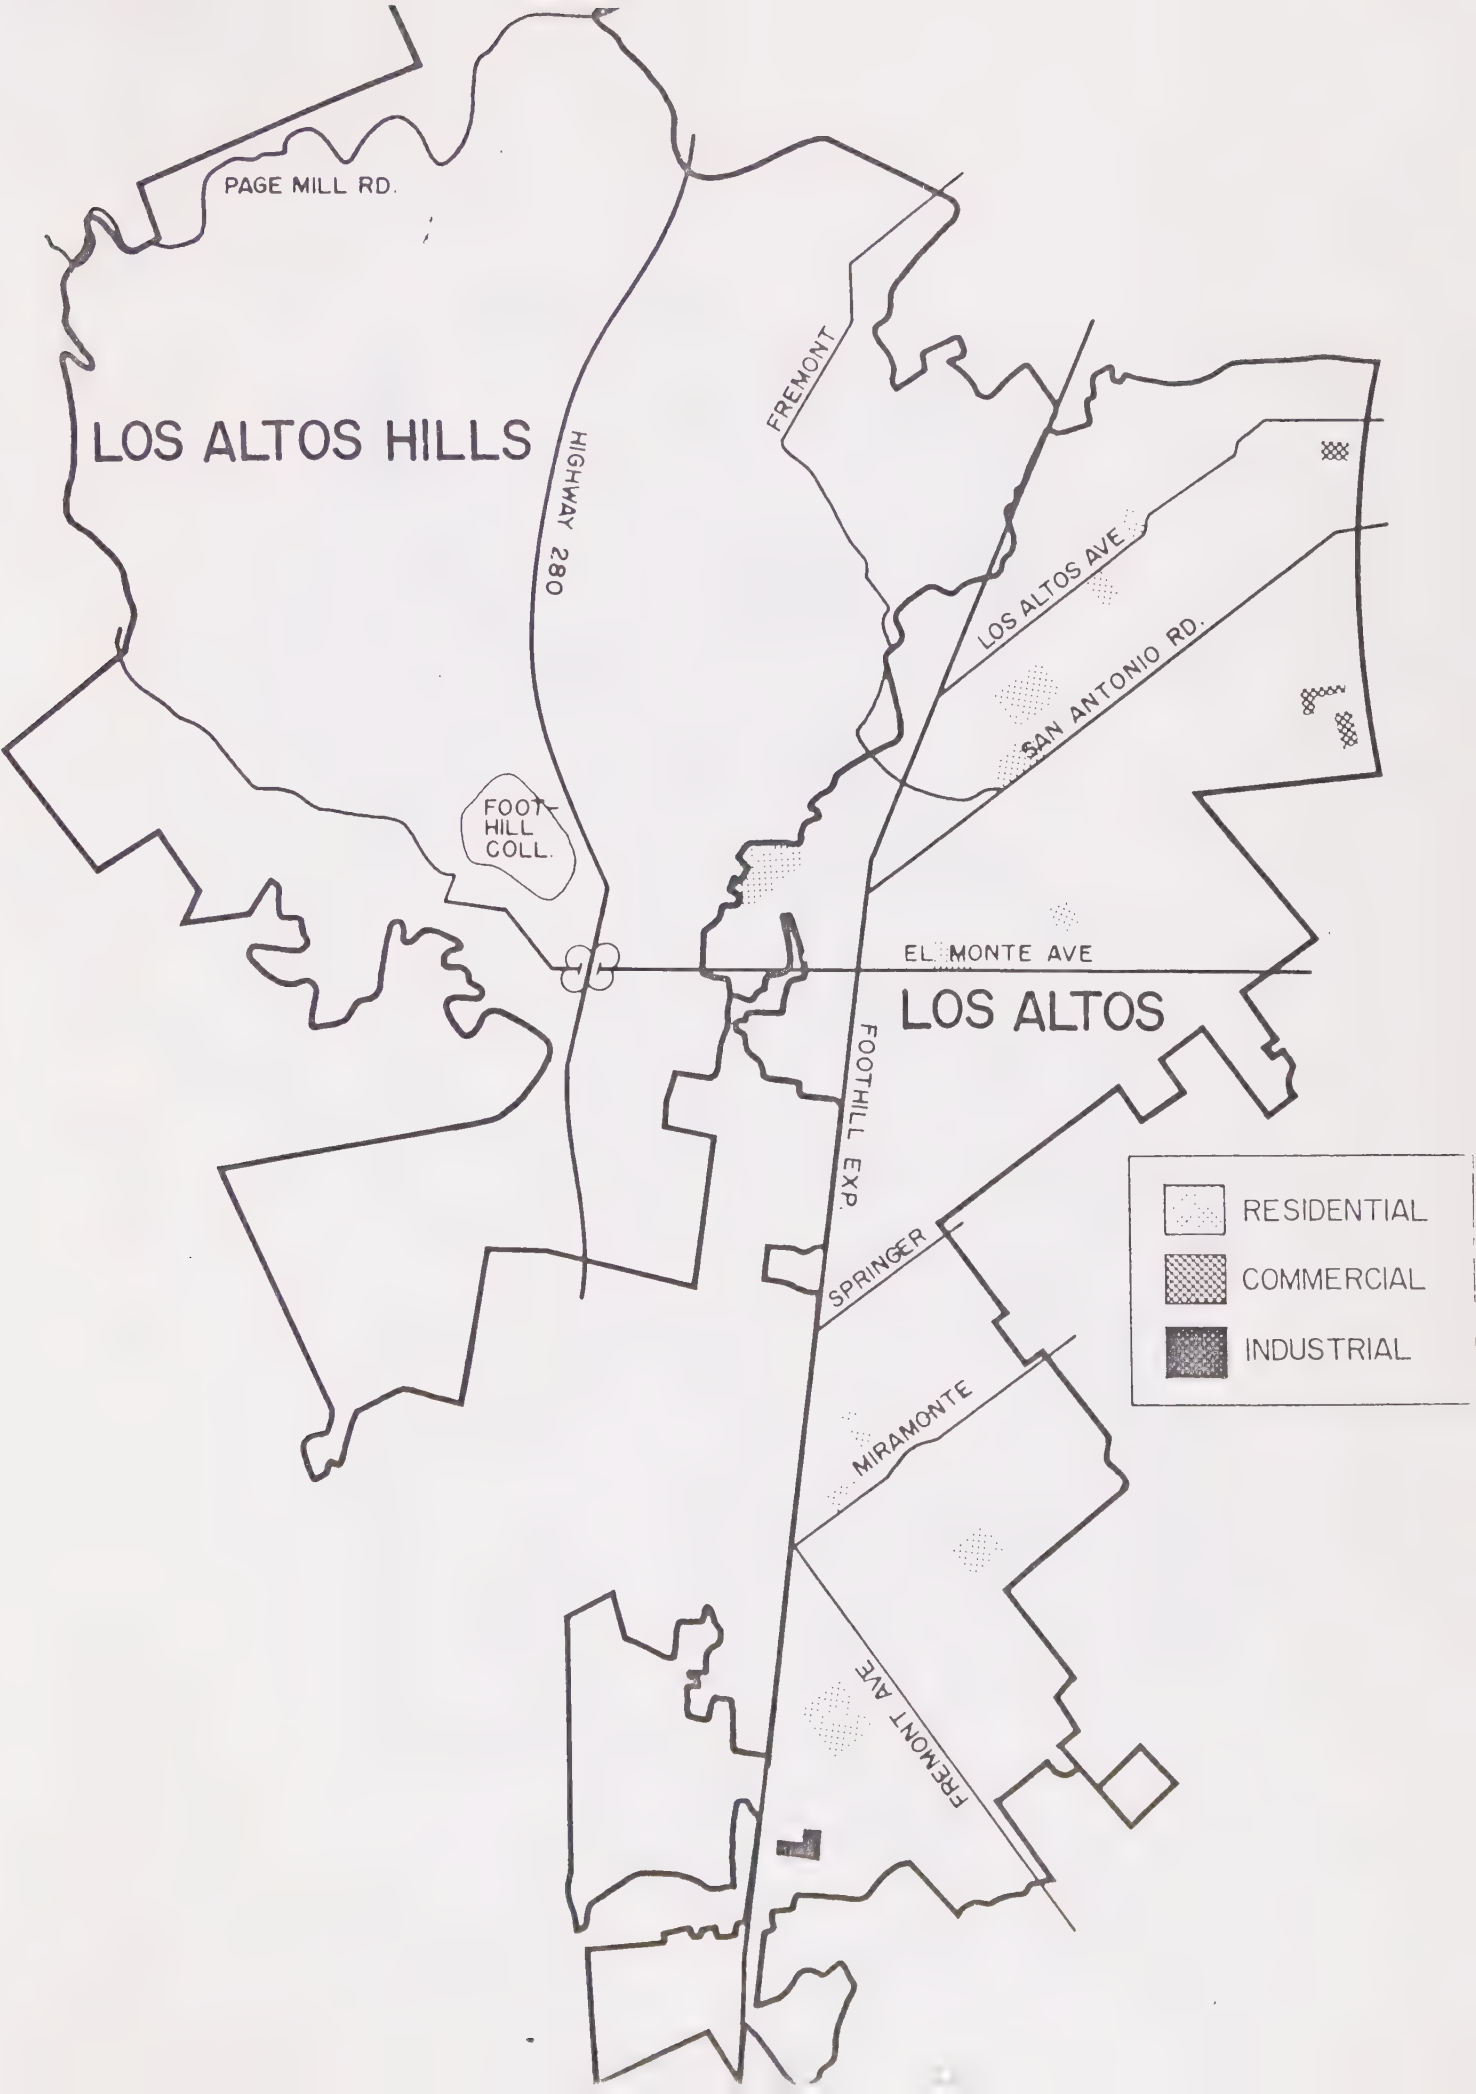 PAGE MILL RD.
FREMONT
LOS ALTOS HILLS
HIGHWAY 280
LOS ALTOS AVE
SAN ANTONIO RD.
FOOT-
HILL
COLL.
EL MONTE AVE
LOS ALTOS
FOOTHILL EXP.
SPRINGER
RESIDENTIAL
COMMERCIAL
INDUSTRIAL
MIRAMONTE
FREMONT AVE